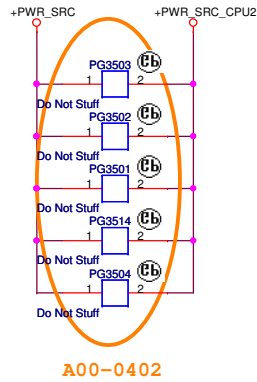 +PWR_SRC +PWR_SRC_CPU2
PG3503
1 2
Do Not Stuff
PG3502
1 2
Do Not Stuff
PG3501
1 2
Do Not Stuff
PG3514
1 2
Do Not Stuff
PG3504
1 2
Do Not Stuff
A00-0402